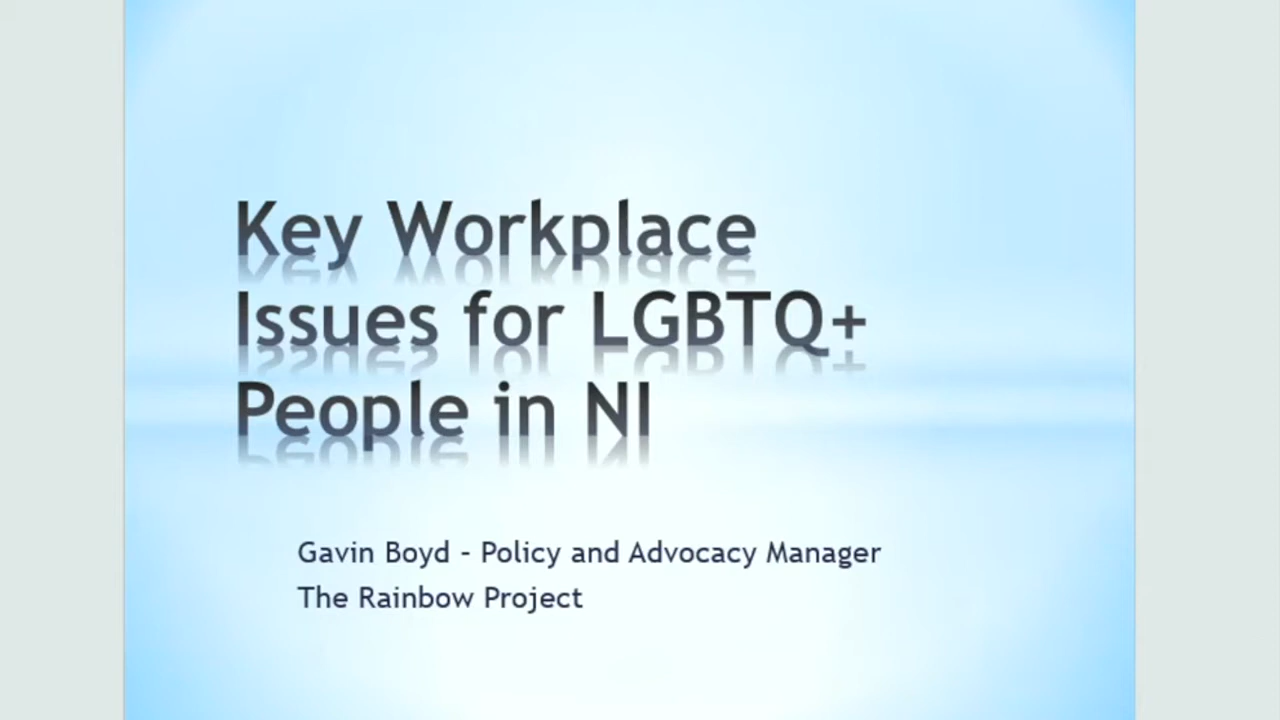 Key Workplace
Issues for LGBTQ+
People in NI
Gavin Boyd - Policy and Advocacy Manager
The Rainbow Project